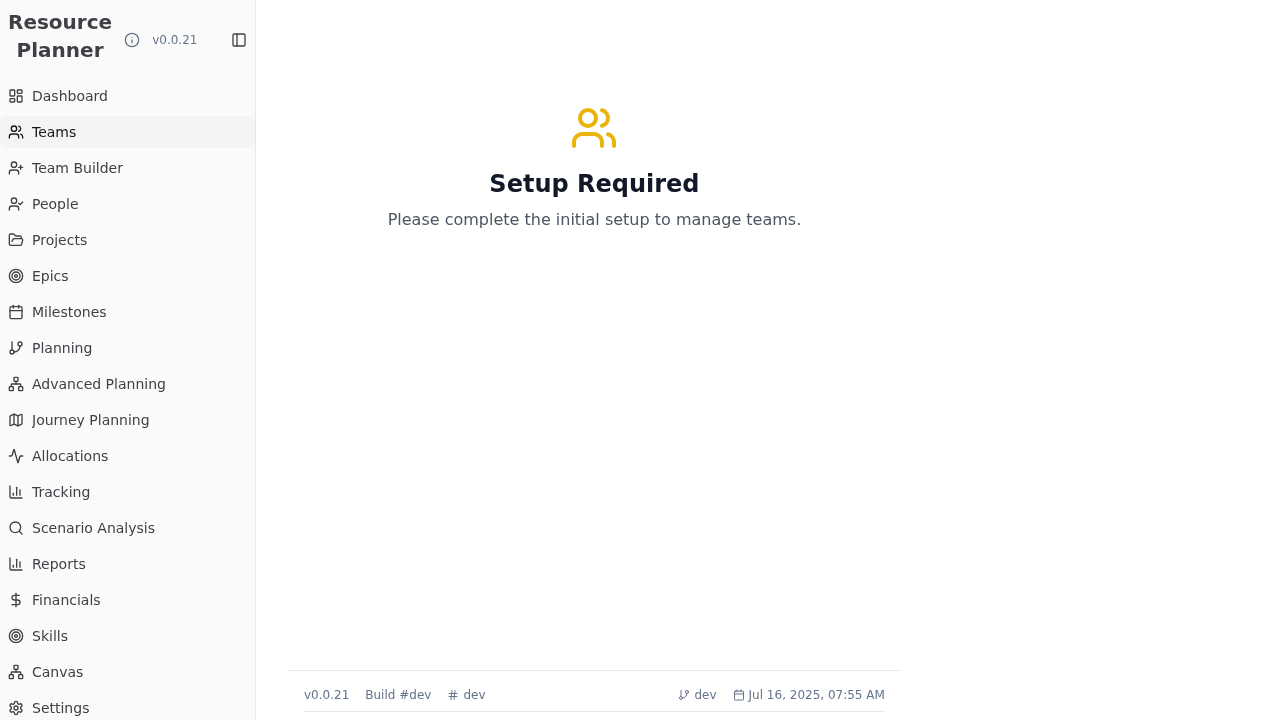 Resource
Planner
v0.0.21
Dashboard
Teams
Team Builder
People
Projects
Epics
Milestones
Planning
Advanced Planning
Journey Planning
Allocations
Tracking
Scenario Analysis
Reports
Financials
Skills
Canvas
Settings
Setup Required
Please complete the initial setup to manage teams.
v0.0.21 Build #dev # dev dev Jul 16, 2025, 07:55 AM